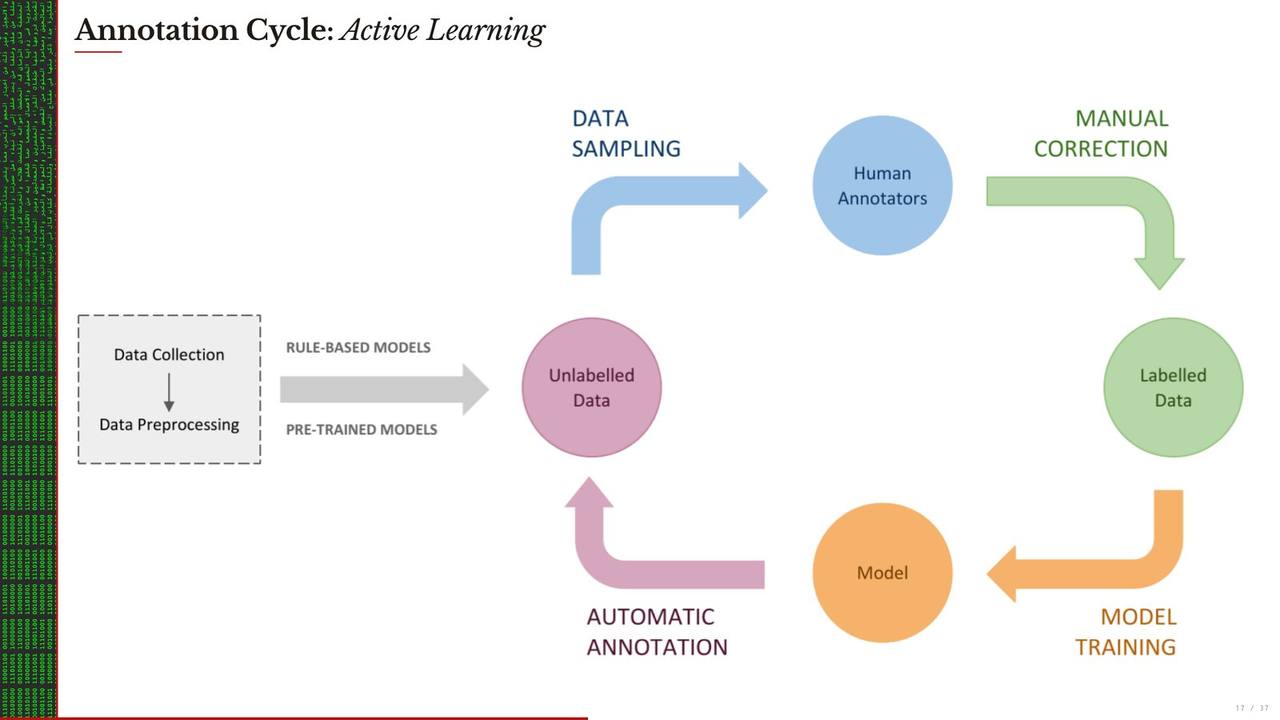 Annotation Cycle: Active Learning
DATA
SAMPLING
MANUAL
CORRECTION
Human
Annotators
Data Collection
Data Preprocessing
RULE-BASED MODELS
PRE-TRAINED MODELS
Unlabelled
Data
Labelled
Data
Model
AUTOMATIC
ANNOTATION
MODEL
TRAINING
17 / 37